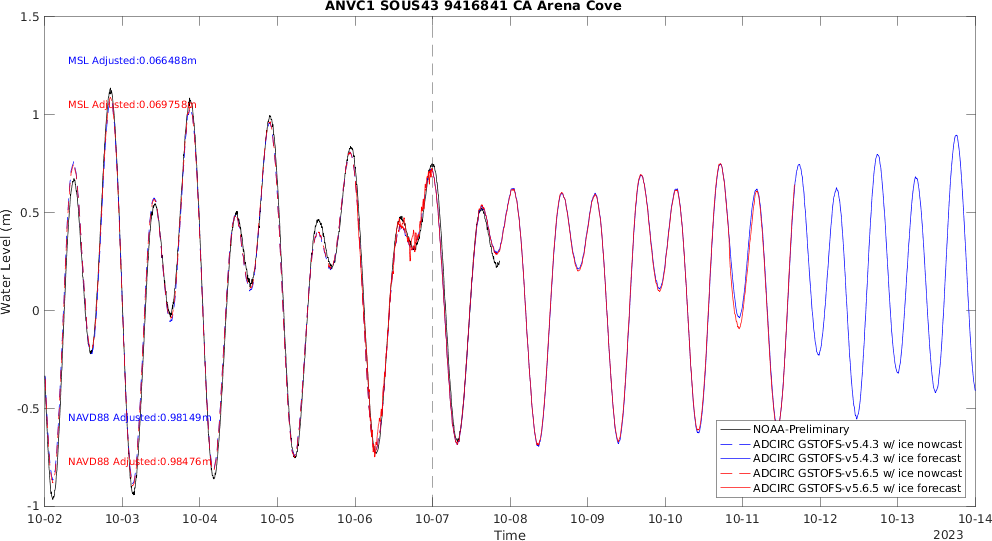 ANVC1 SOUS43 9416841 CA Arena Cove
1.5
MSL Adjusted:0.066488m
MSL Adjusted:0.069758m
1
0.5
Water Level (m)
0
-0.5
NAVD88 Adjusted:0.98149m
NAVD88 Adjusted:0.98476m
-1
NOAA-Preliminary
ADCIRC GSTOFS-v5.4.3 w/ ice nowcast
ADCIRC GSTOFS-v5.4.3 w/ ice forecast
ADCIRC GSTOFS-v5.6.5 w/ ice nowcast
ADCIRC GSTOFS-v5.6.5 w/ ice forecast
10-02 10-03 10-04 10-05 10-06 10-07 10-08 10-09 10-10 10-11 10-12 10-13 10-14
Time
2023